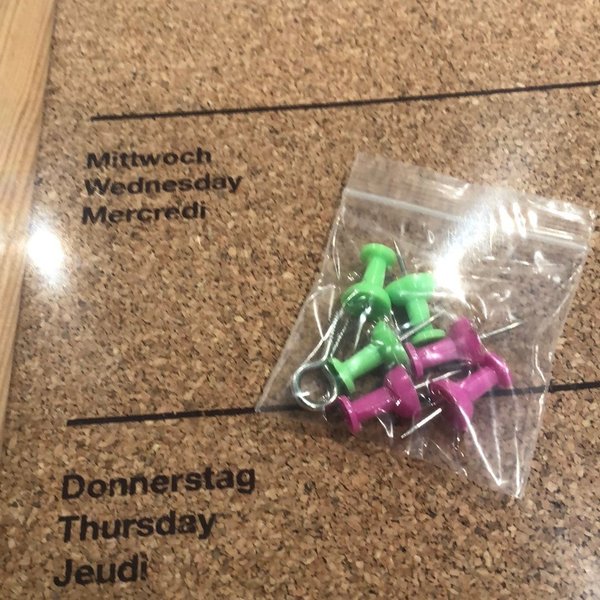 Mittwoch
Wednesday
Mercredi
Donnerstag
Thursday
Jeudi